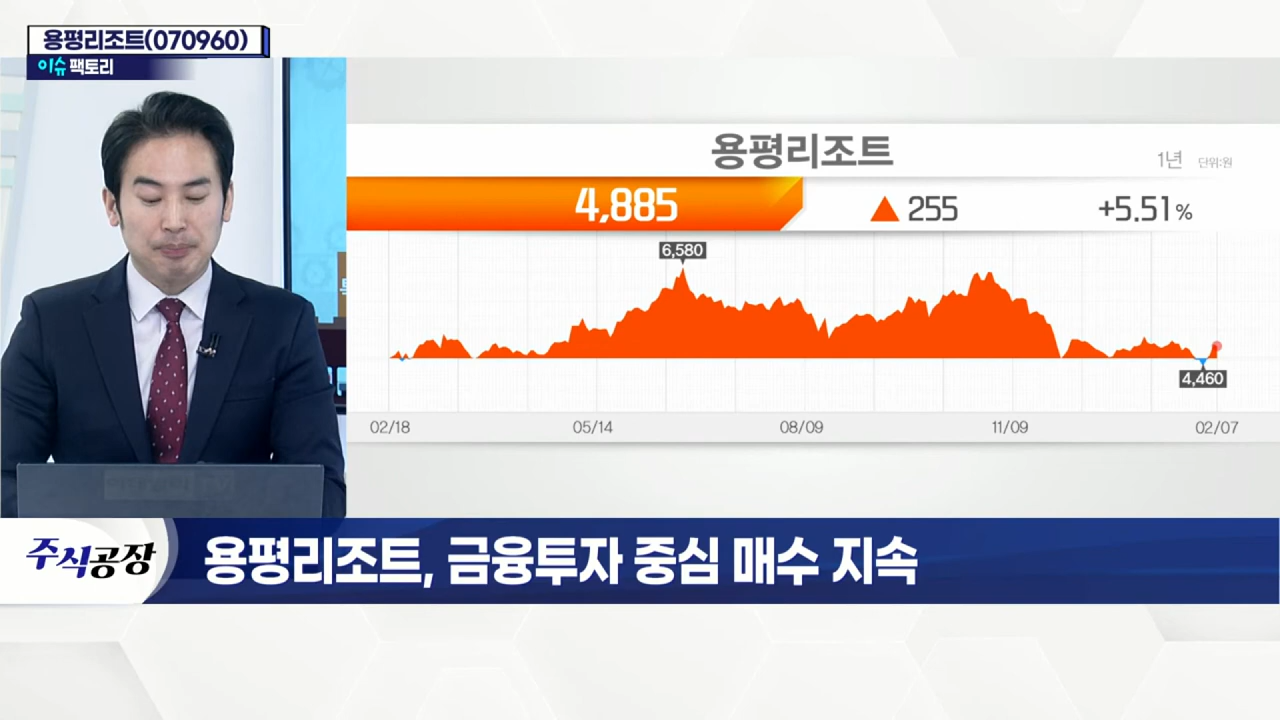 용평리조트(070960)
이슈 팩토리
용평리조트
1년 단위:원
4,885 ▲ 255 +5.51%
6,580
4,460
02/18 05/14 08/09 11/09 02/07
주식공장
용평리조트, 금융투자 중심 매수 지속